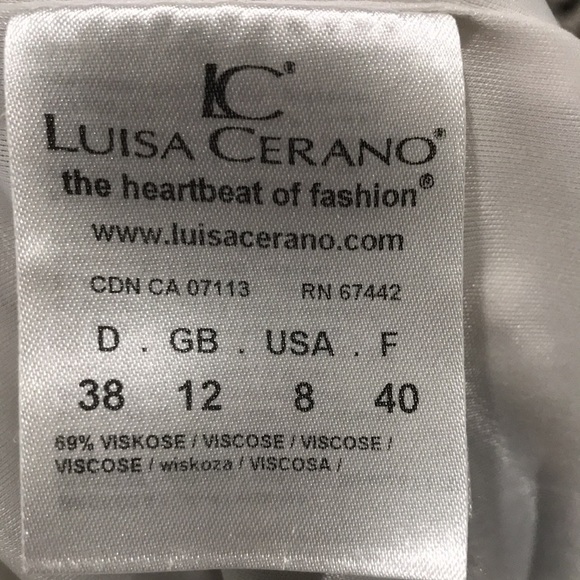 LC®
LUISA CERANO®
the heartbeat of fashion®
www.luisacerano.com
CDN CA 07113 RN 67442
D . GB . USA . F
38 12 8 40
69% VISKOSE / VISCOSE / VISCOSE /
VISCOSE / wiskoza / VISCOSA /